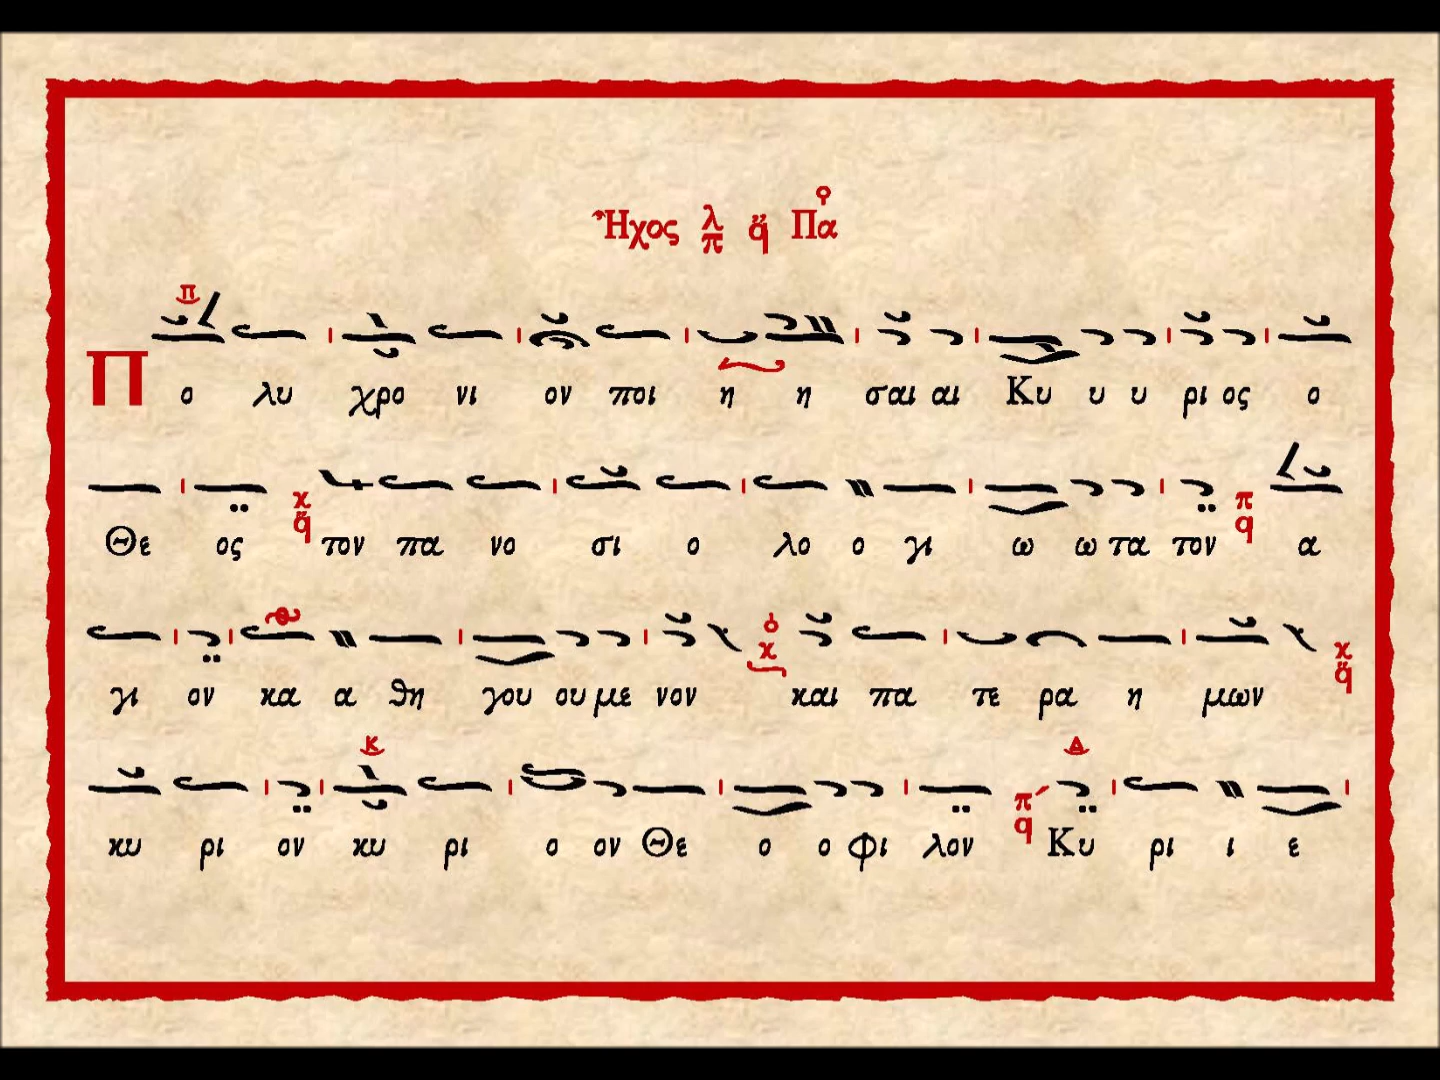 Ἦχος λ π ᾳ Πα
Π ο λυ χρο νι ον ποι η η σαι αι Κυ υ υ ρι ος ο
Θε ος τον πα νο σι ο λο ο γι ω ω τα τον α
γι ον κα α θη γου ου με νον και πα τε ρα η μων
κυ ρι ον κυ ρι ο ον Θε ο ο φι λον Κυ ρι ι ε